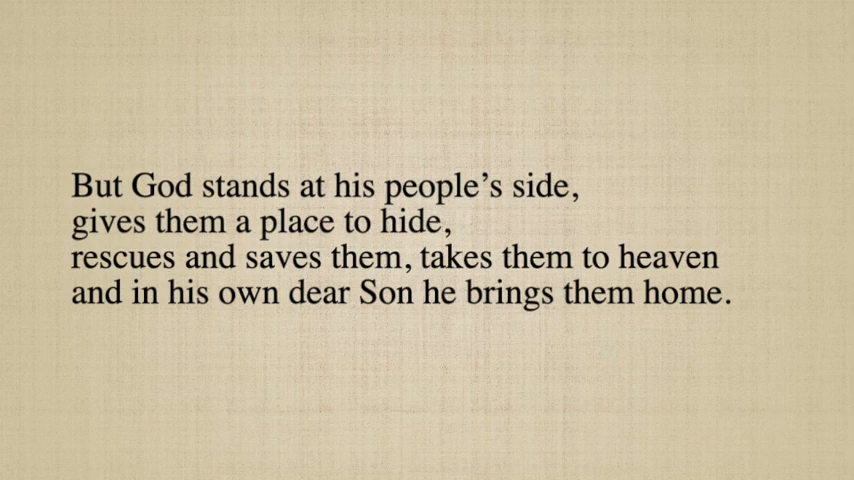 But God stands at his people’s side,
gives them a place to hide,
rescues and saves them, takes them to heaven
and in his own dear Son he brings them home.